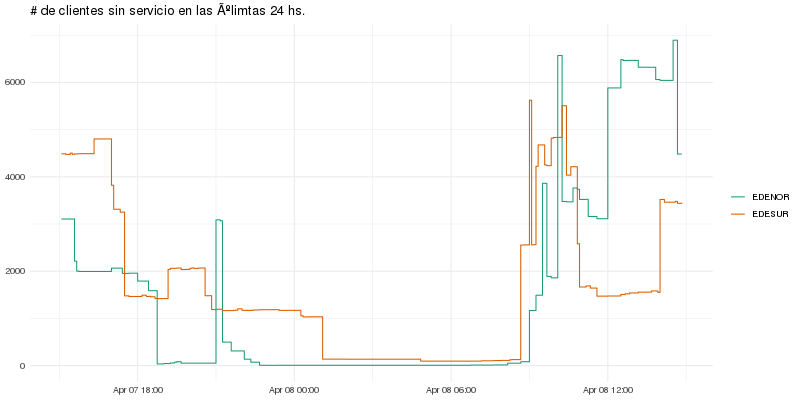 # de clientes sin servicio en las Ãºlimtas 24 hs.
6000
4000
2000
0
Apr 07 18:00
Apr 08 00:00
Apr 08 06:00
Apr 08 12:00
EDENOR
EDESUR